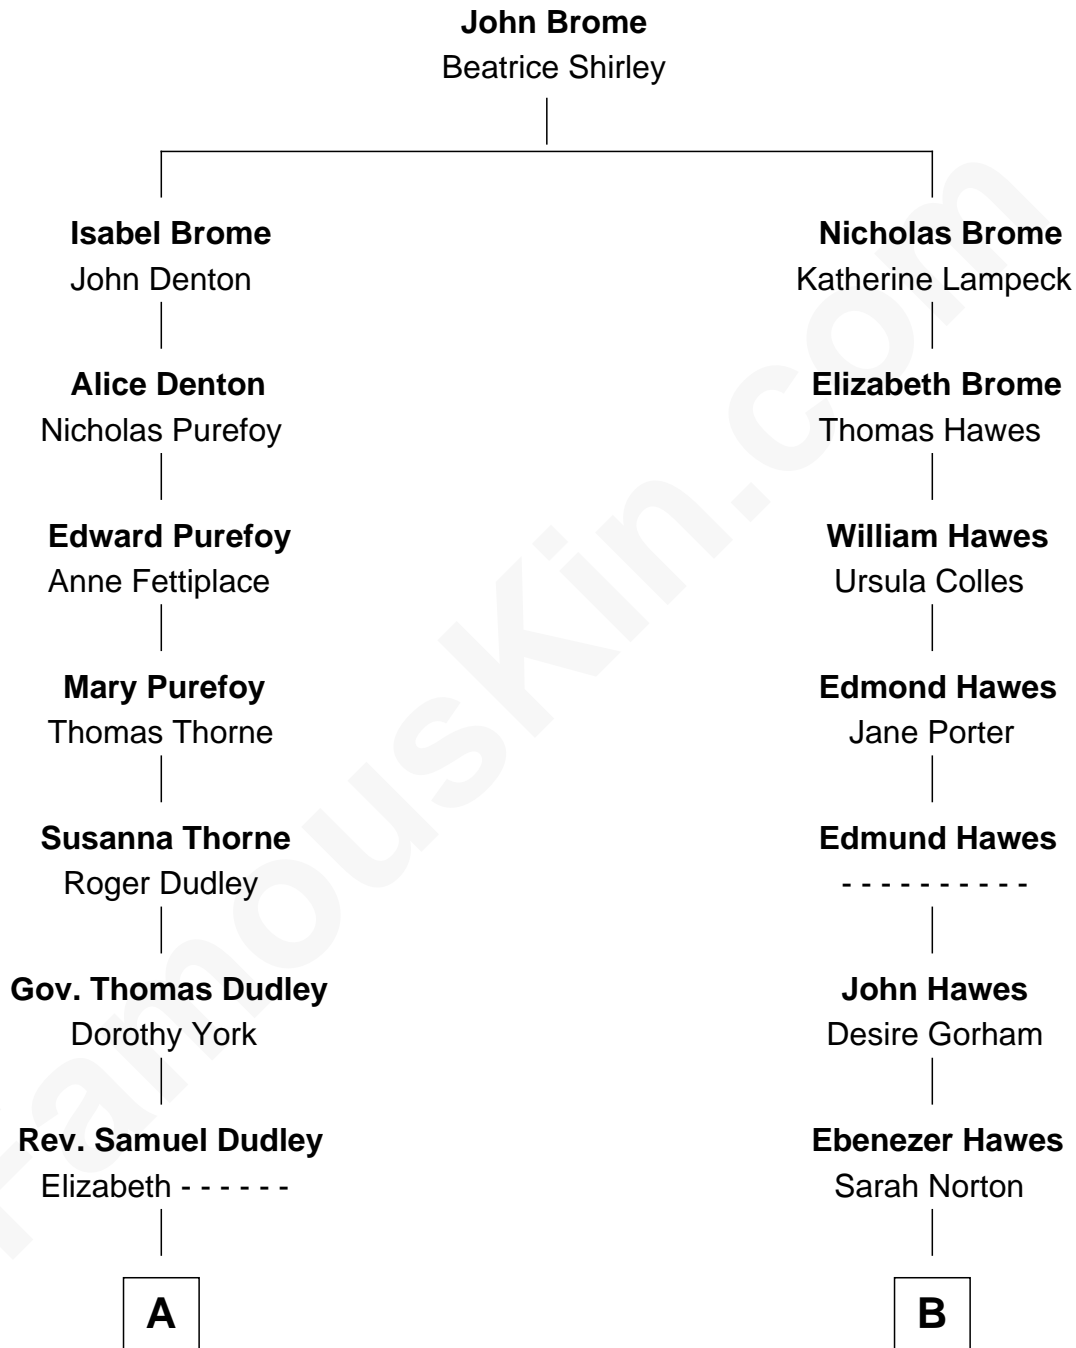 John Brome
Beatrice Shirley
Isabel Brome
John Denton
Nicholas Brome
Katherine Lampeck
Alice Denton
Nicholas Purefoy
Elizabeth Brome
Thomas Hawes
Edward Purefoy
Anne Fettiplace
William Hawes
Ursula Colles
Mary Purefoy
Thomas Thorne
Edmond Hawes
Jane Porter
Susanna Thorne
Roger Dudley
Edmund Hawes
- - - - - - - - - -
Gov. Thomas Dudley
Dorothy York
John Hawes
Desire Gorham
Rev. Samuel Dudley
Elizabeth - - - - - -
Ebenezer Hawes
Sarah Norton
A
B
FamousKin.com